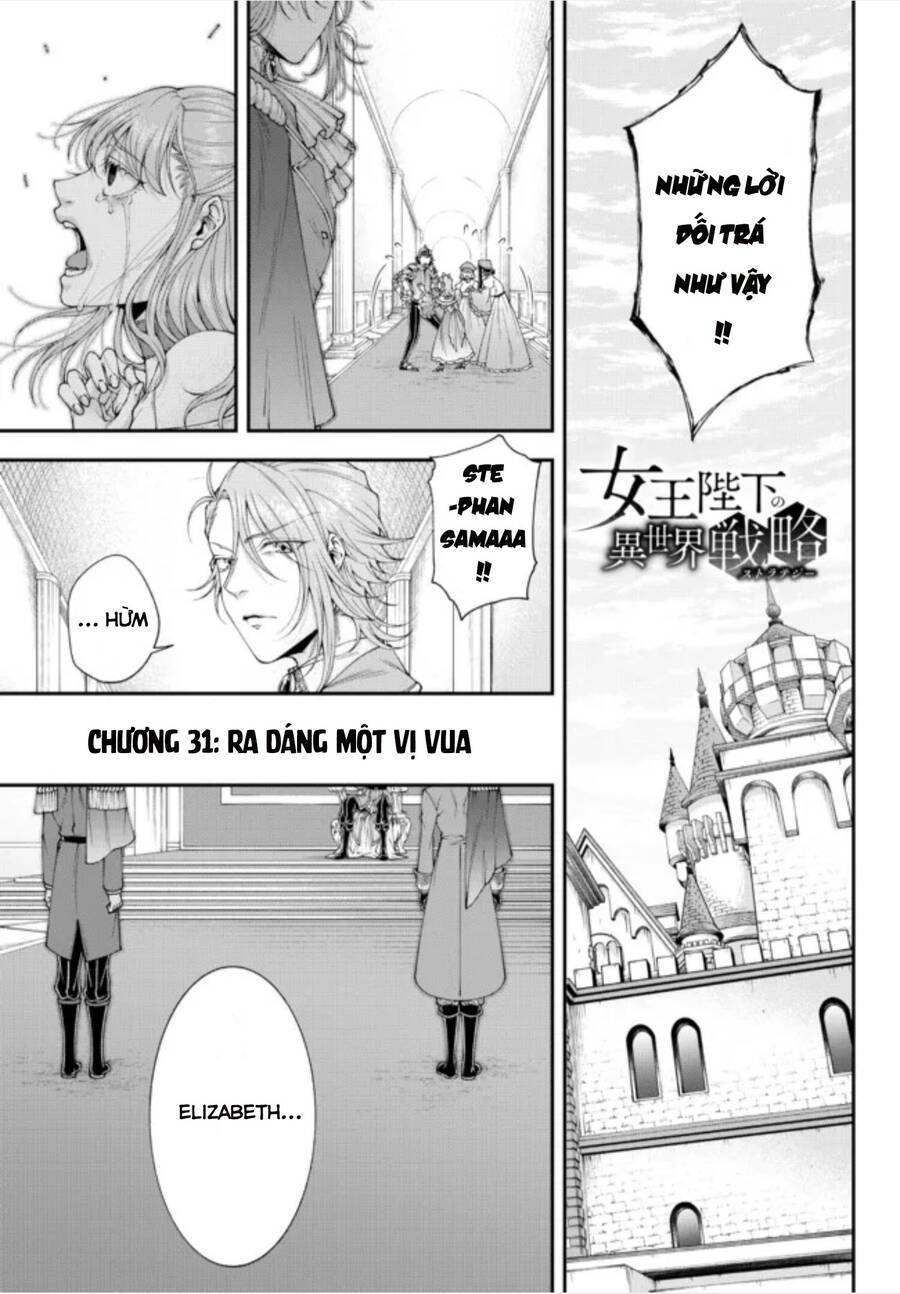 NHỮNG LỜI
DỐI TRÁ
NHƯ VẬY
!!
女王陛下の
異世界戦略
ストラテジー
STE
-PHAN
SAMAAA
!!
... HỪM
CHƯƠNG 31: RA DÁNG MỘT VỊ VUA
ELIZABETH...